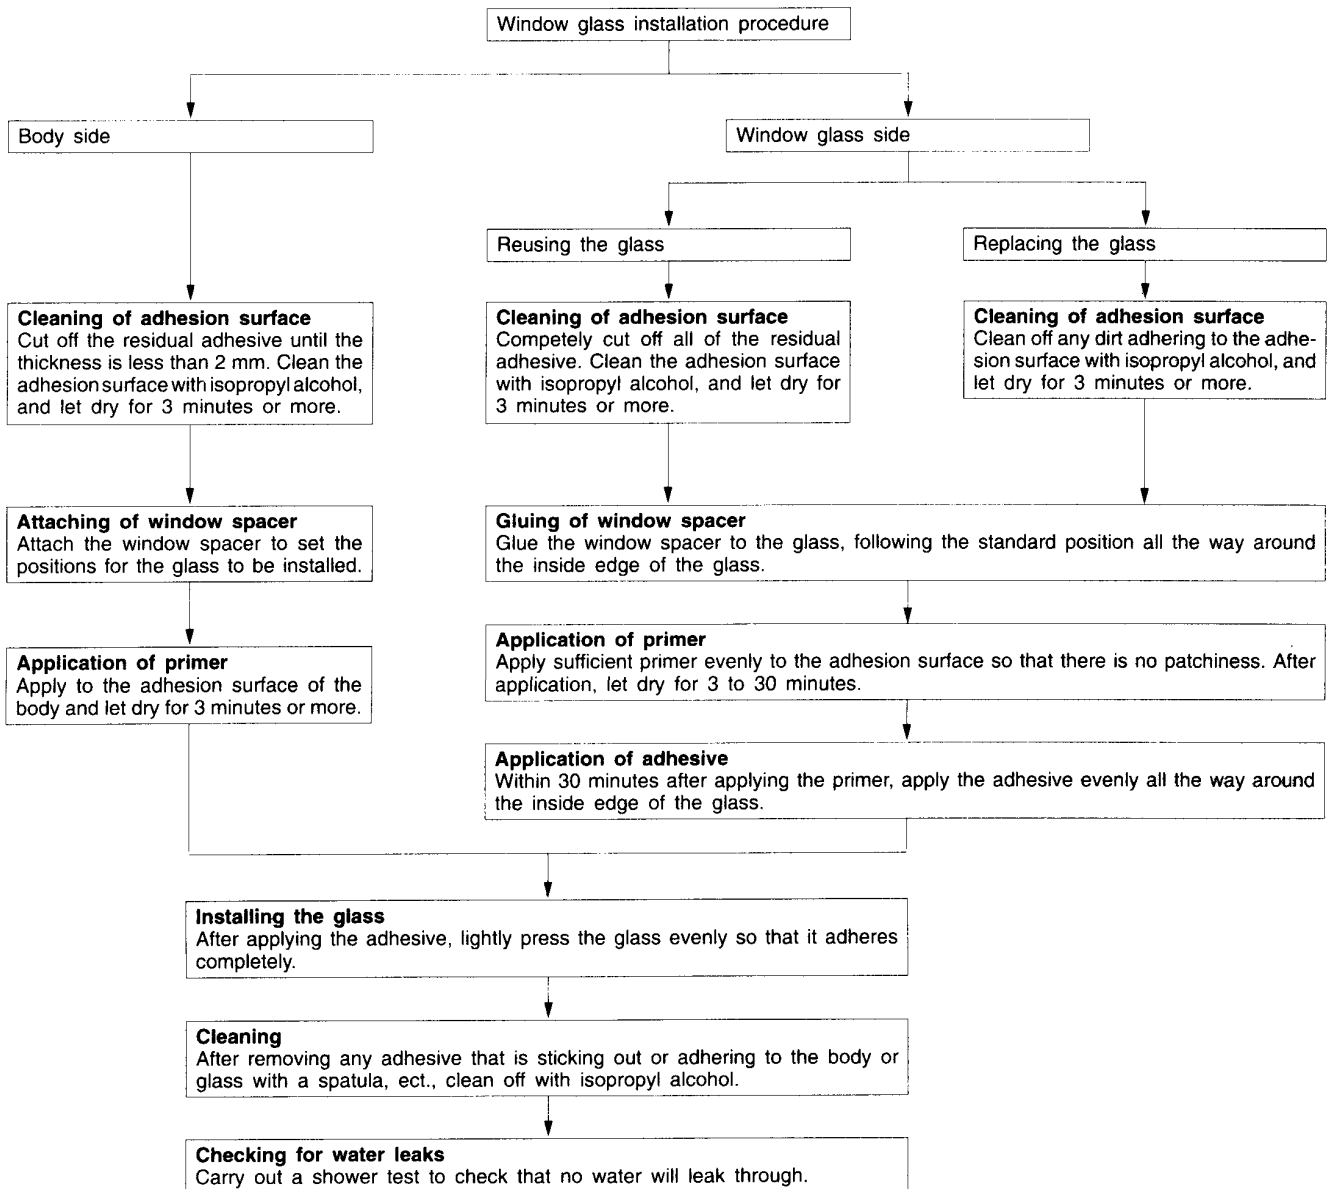 Window glass installation procedure
Body side
Window glass side
Reusing the glass
Replacing the glass
Cleaning of adhesion surface
Cut off the residual adhesive until the
thickness is less than 2 mm. Clean the
adhesion surface with isopropyl alcohol,
and let dry for 3 minutes or more.
Cleaning of adhesion surface
Competely cut off all of the residual
adhesive. Clean the adhesion surface
with isopropyl alcohol, and let dry for
3 minutes or more.
Cleaning of adhesion surface
Clean off any dirt adhering to the adhe-
sion surface with isopropyl alcohol, and
let dry for 3 minutes or more.
Attaching of window spacer
Attach the window spacer to set the
positions for the glass to be installed.
Gluing of window spacer
Glue the window spacer to the glass, following the standard position all the way around
the inside edge of the glass.
Application of primer
Apply to the adhesion surface of the
body and let dry for 3 minutes or more.
Application of primer
Apply sufficient primer evenly to the adhesion surface so that there is no patchiness. After
application, let dry for 3 to 30 minutes.
Application of adhesive
Within 30 minutes after applying the primer, apply the adhesive evenly all the way around
the inside edge of the glass.
Installing the glass
After applying the adhesive, lightly press the glass evenly so that it adheres
completely.
Cleaning
After removing any adhesive that is sticking out or adhering to the body or
glass with a spatula, ect., clean off with isopropyl alcohol.
Checking for water leaks
Carry out a shower test to check that no water will leak through.